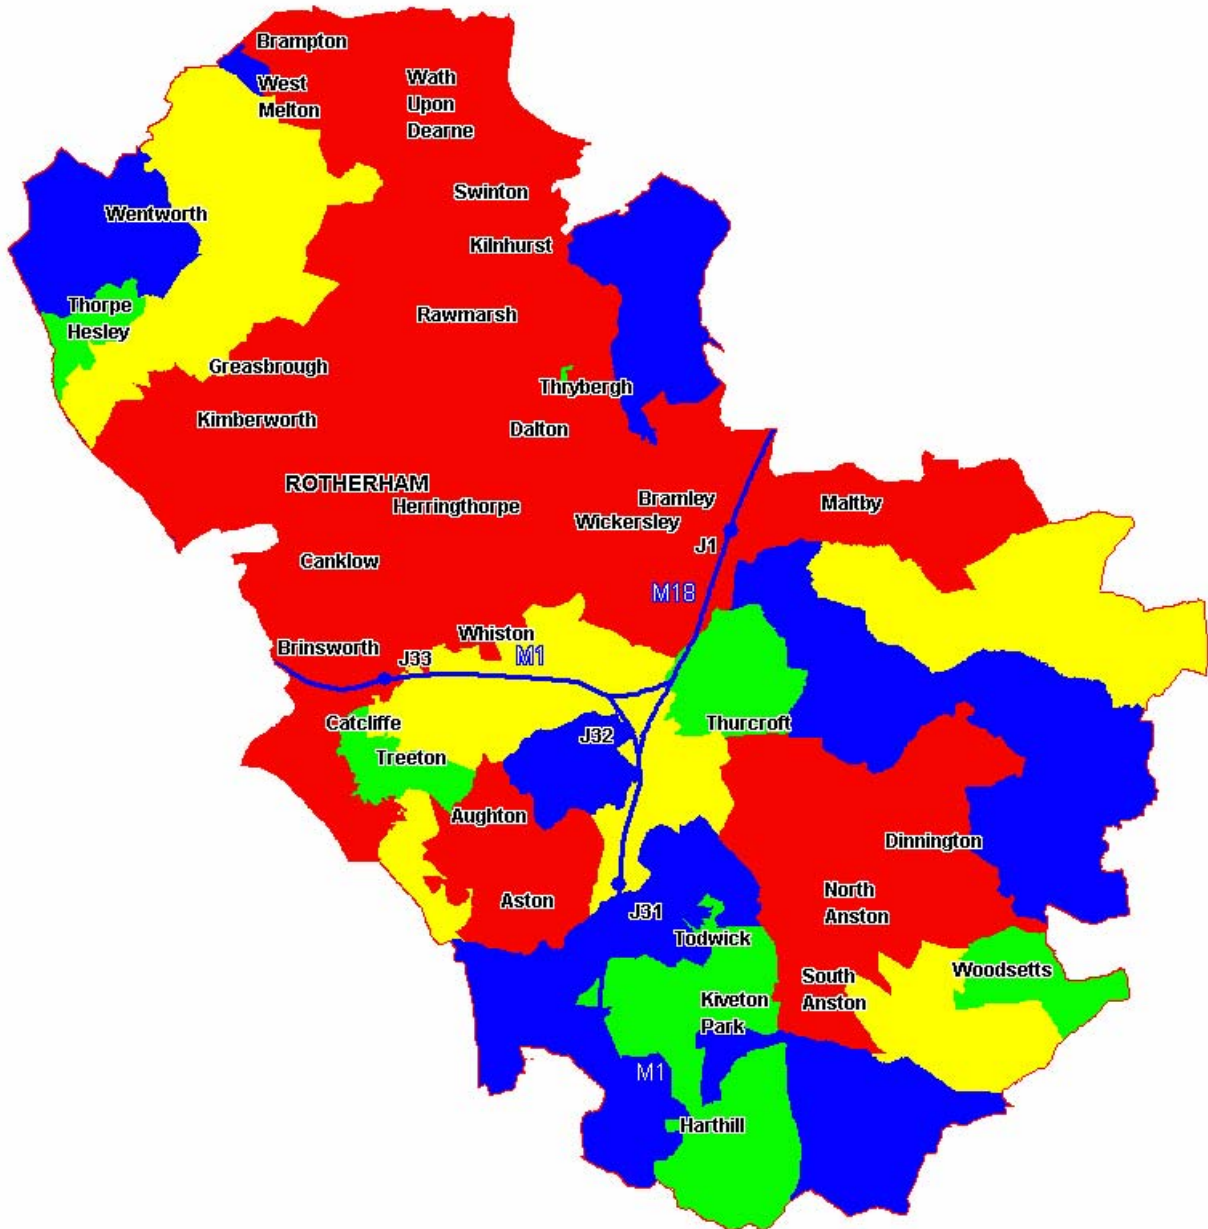 Brampton
West
Melton
Wath
Upon
Dearne
Swinton
Wentworth
Kilnhurst
Thorpe
Hesley
Rawmarsh
Greasbrough
Thrybergh
Kimberworth
Dalton
ROTHERHAM
Herringthorpe
Bramley
Wickersley
Maltby
J1
Canklow
M18
Whiston
Brinsworth
J33
M1
Catcliffe
Treeton
J32
Thurcroft
Aughton
Dinnington
Aston
J31
North
Anston
Todwick
South
Anston
Woodsetts
Kiveton
Park
M1
Harthill